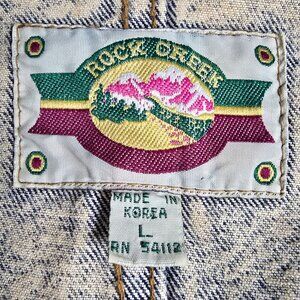 ROCK CREEK
MADE IN
KOREA
L
RN 54112